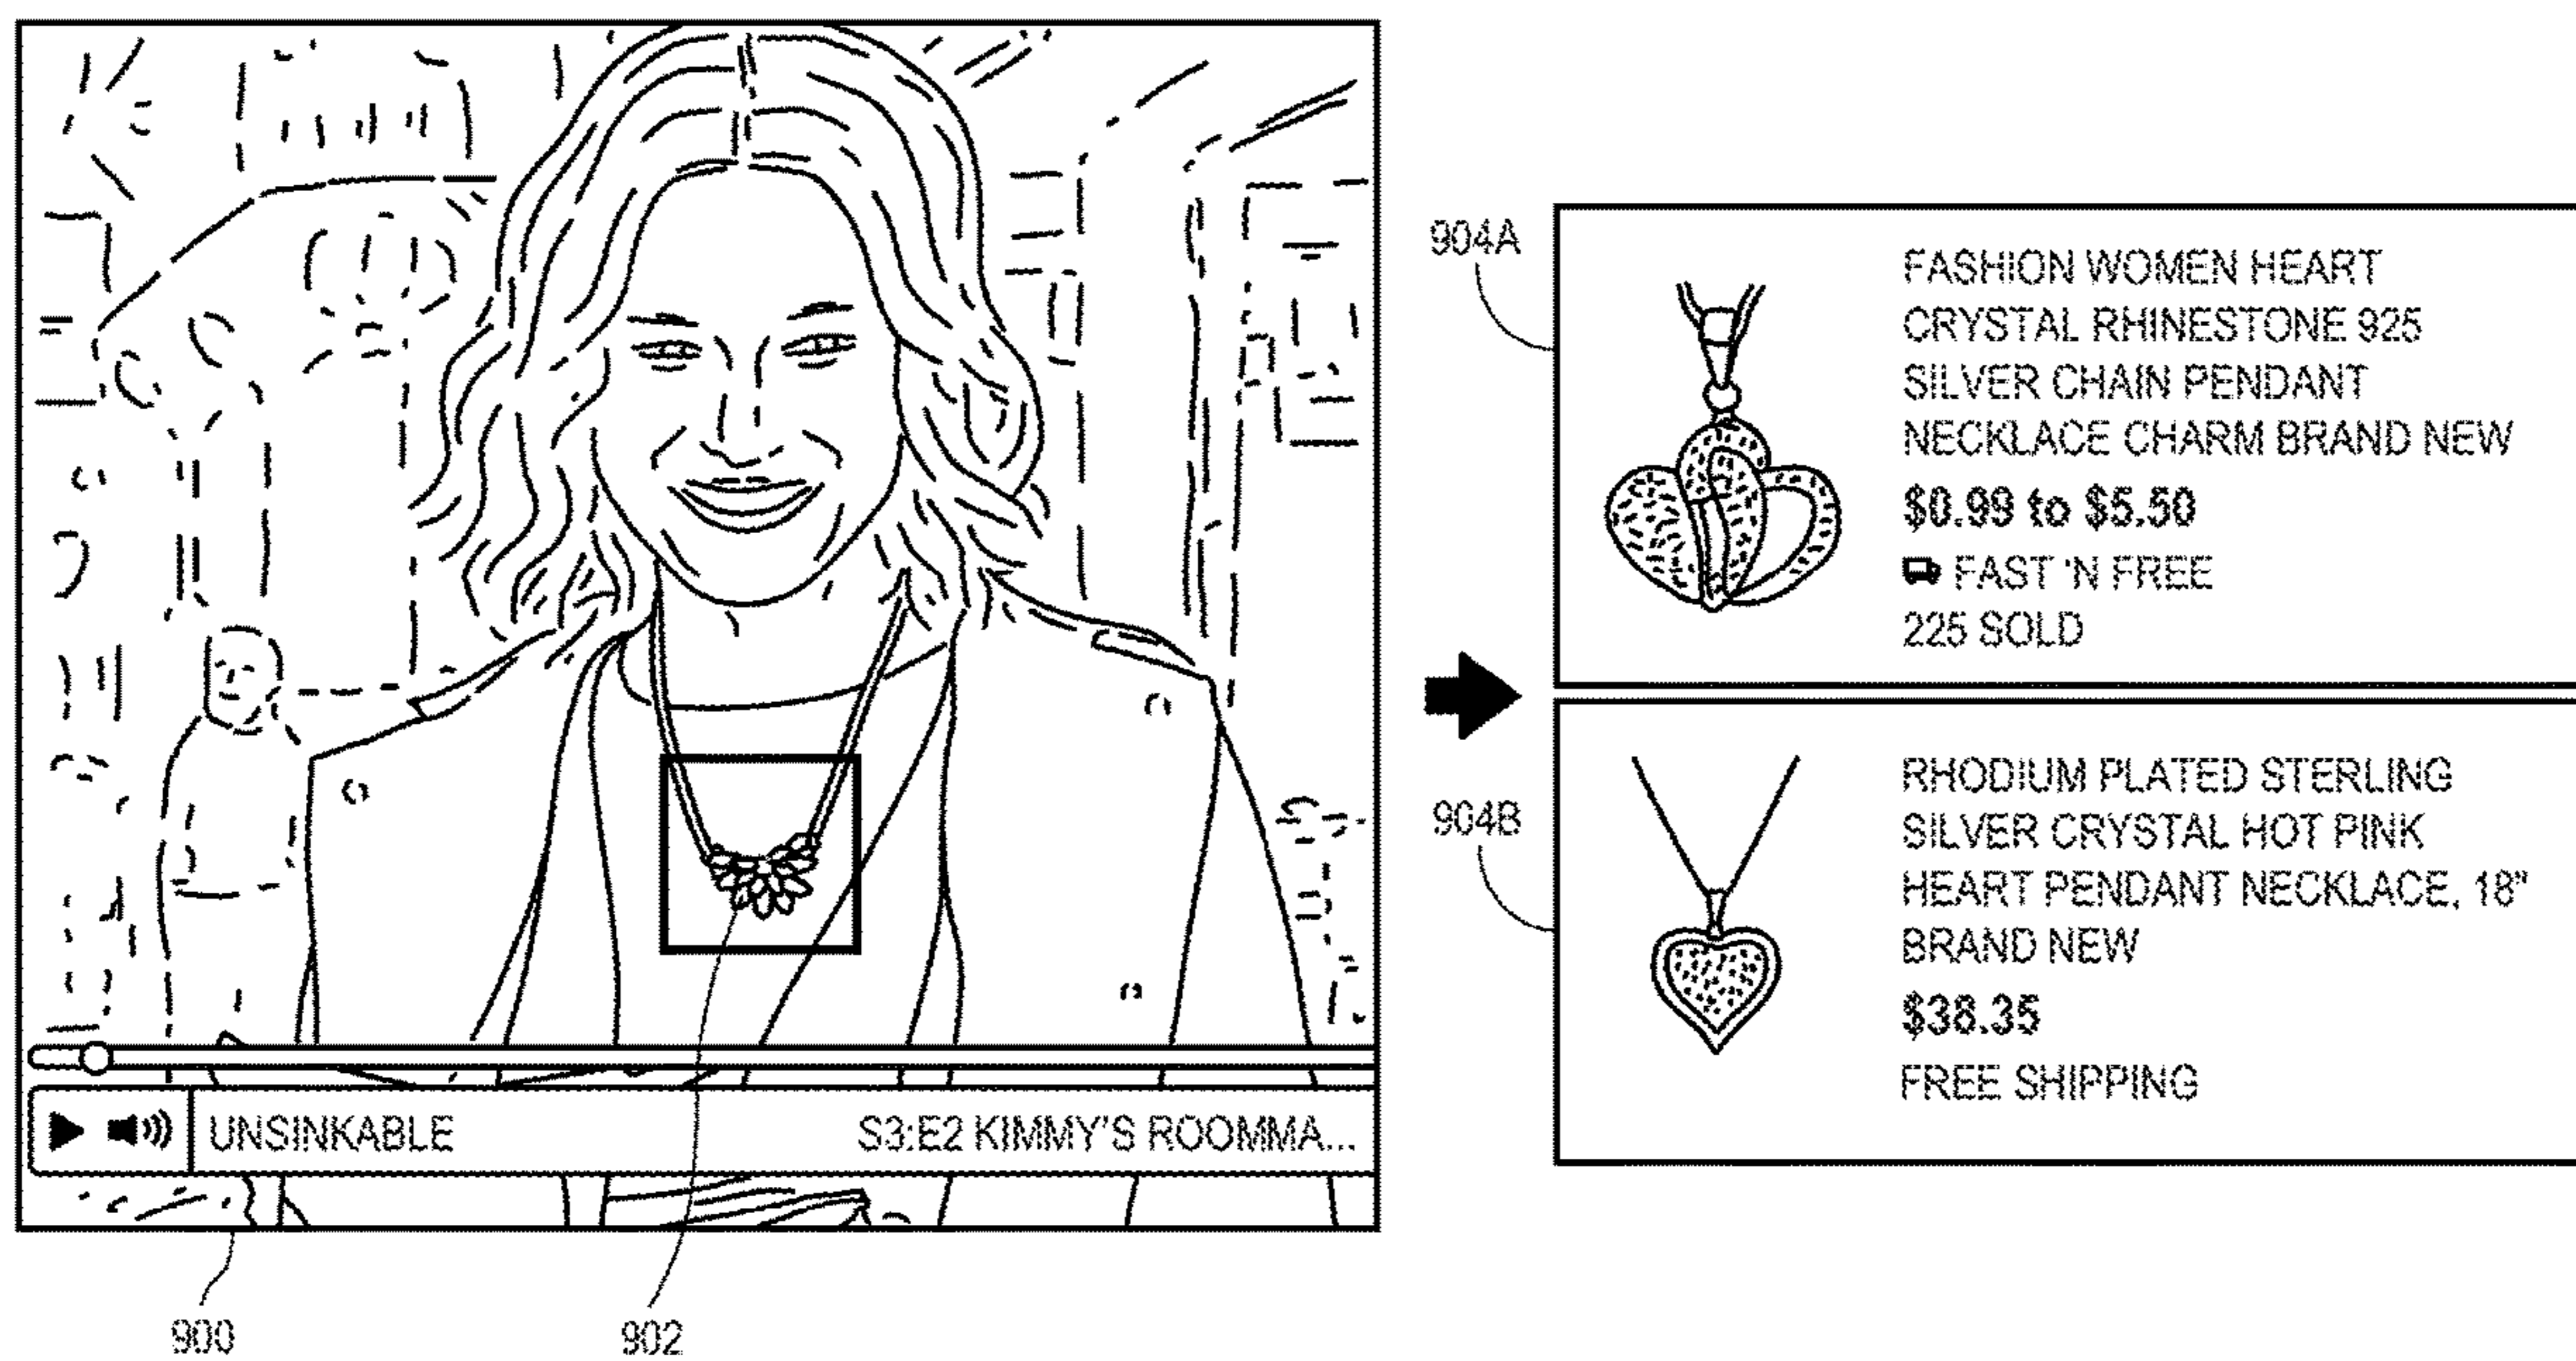 904A
FASHION WOMEN HEART
CRYSTAL RHINESTONE 925
SILVER CHAIN PENDANT
NECKLACE CHARM BRAND NEW
$0.99 to $5.50
FAST 'N FREE
225 SOLD
904B
RHODIUM PLATED STERLING
SILVER CRYSTAL HOT PINK
HEART PENDANT NECKLACE, 18"
BRAND NEW
$38.35
FREE SHIPPING
UNSINKABLE
S3:E2 KIMMY'S ROOMMA...
900
902